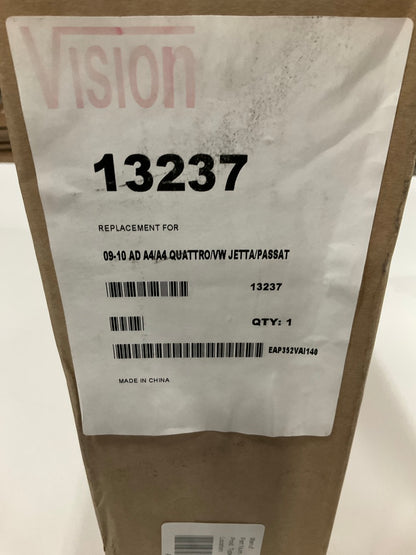 Vision
13237
REPLACEMENT FOR
09-10 AD A4/A4 QUATTRO/VW JETTA/PASSAT
13237
QTY: 1
EAP352VAI140
MADE IN CHINA